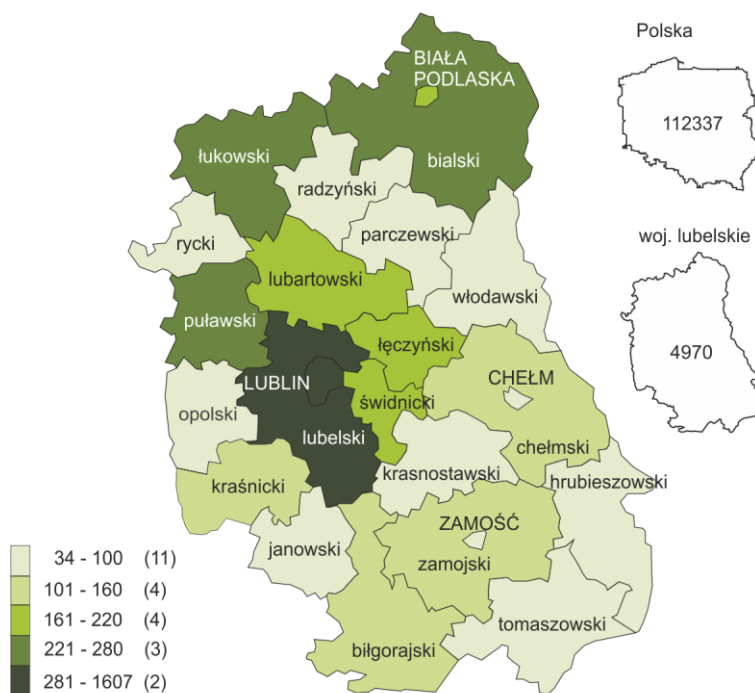 Polska
112337
woj. lubelskie
4970
BIAŁA
PODLASKA
łukowski
bialski
radzyński
rycki
parczewski
lubartowski
włodawski
puławski
łęczyński
LUBLIN
CHEŁM
świdnicki
opolski
lubelski
chełmski
krasnostawski
hrubieszowski
kraśnicki
ZAMOŚĆ
janowski
zamojski
tomaszowski
biłgorajski
34 - 100 (11)
101 - 160 (4)
161 - 220 (4)
221 - 280 (3)
281 - 1607 (2)